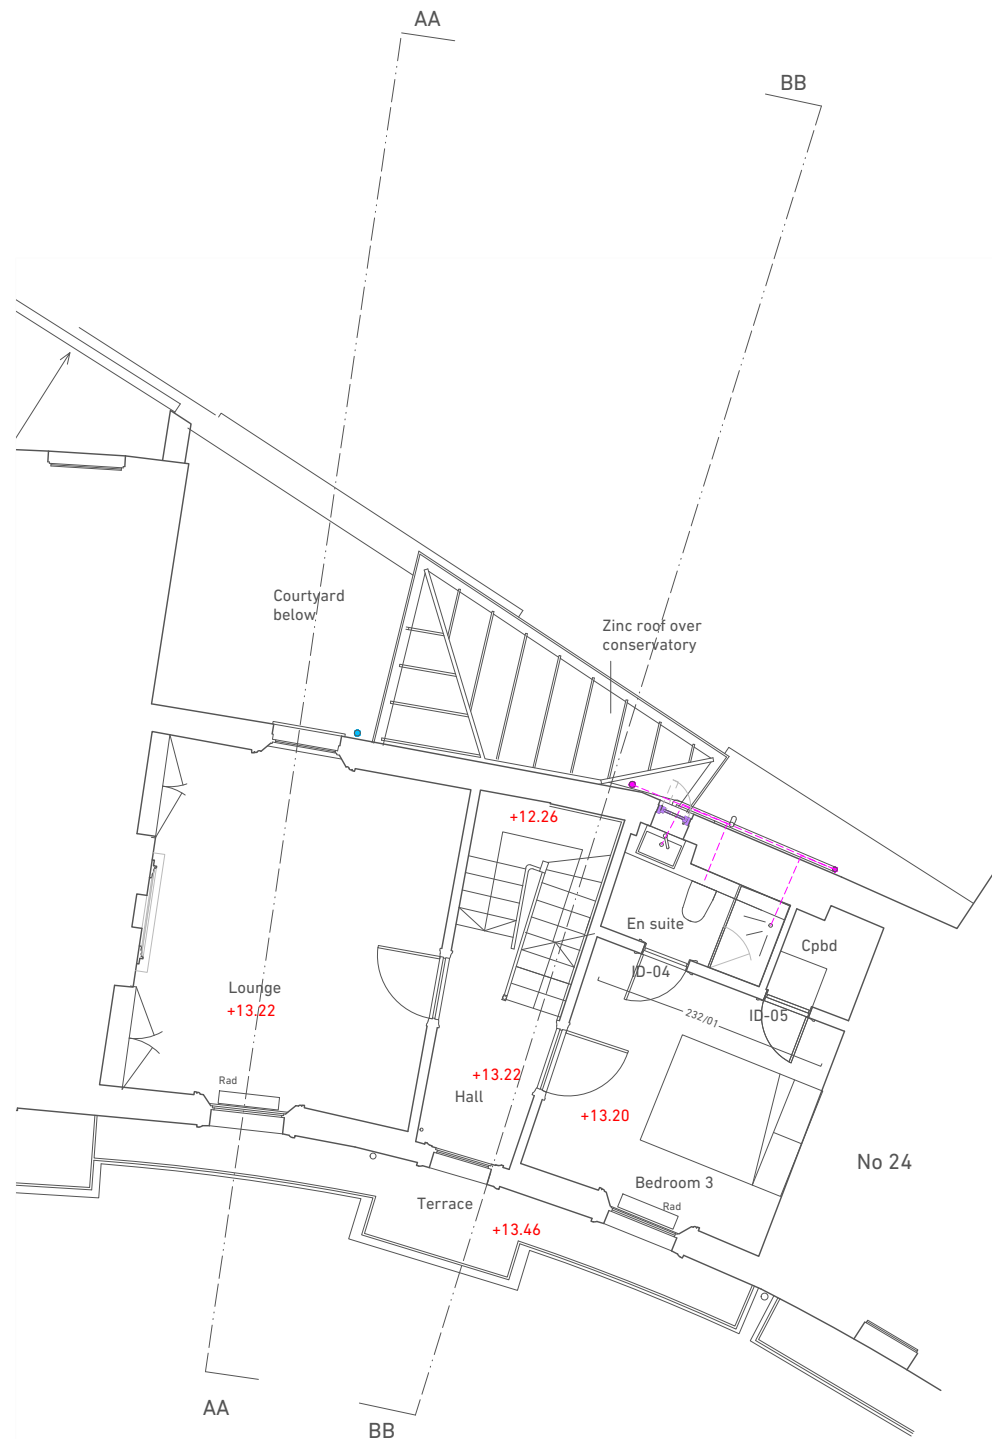 AA
BB
Courtyard
below
Zinc roof over
conservatory
+12.26
En suite
Cpbd
ID-04
Lounge
+13.22
ID-05
232/01
Rad
+13.22
Hall
+13.20
No 24
Bedroom 3
Rad
Terrace
+13.46
AA
BB